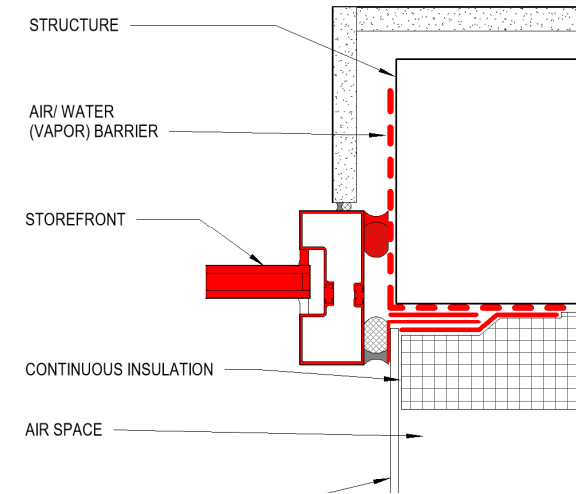 STRUCTURE
AIR/ WATER
(VAPOR) BARRIER
STOREFRONT
CONTINUOUS INSULATION
AIR SPACE